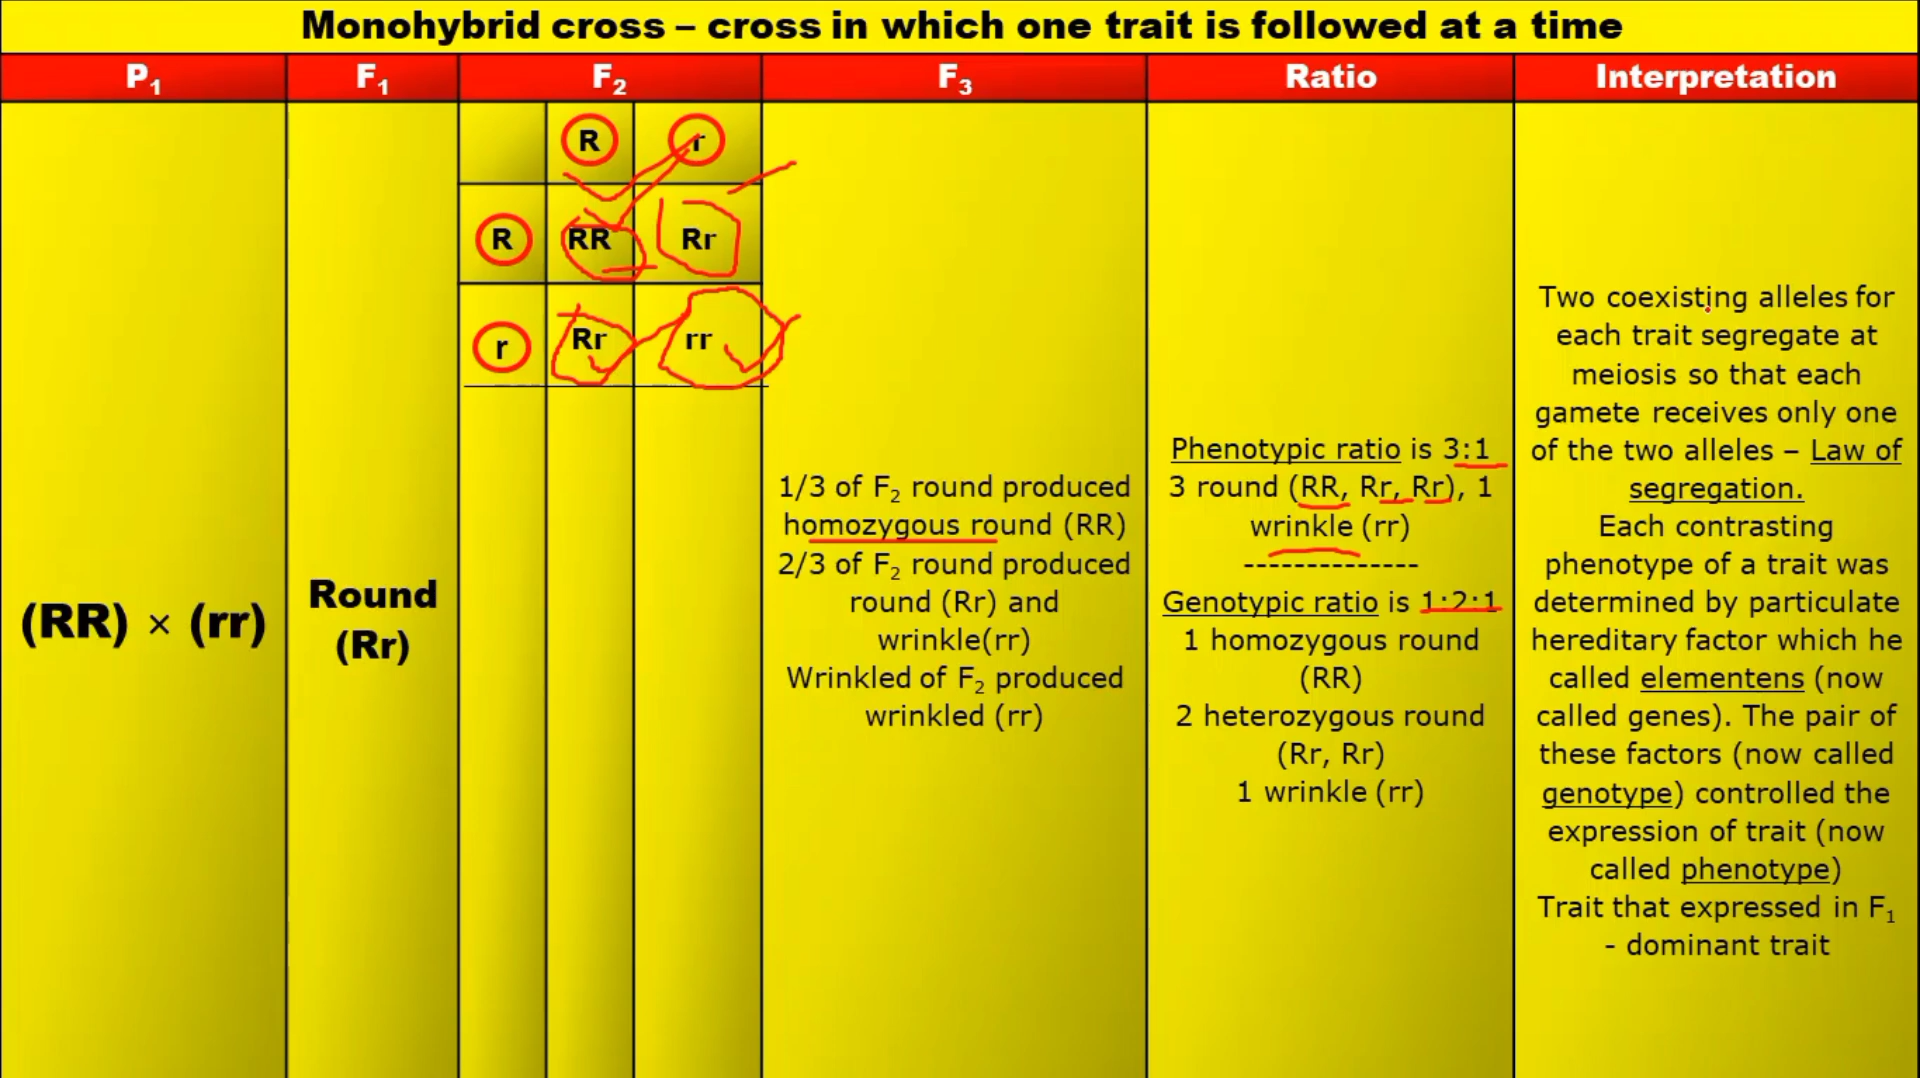 Monohybrid cross – cross in which one trait is followed at a time
P₁
F₁
F₂
F₃
Ratio
Interpretation
(RR) × (rr)
Round
(Rr)
R
r
R
RR
Rr
r
Rr
rr
1/3 of F₂ round produced
homozygous round (RR)
2/3 of F₂ round produced
round (Rr) and
wrinkle(rr)
Wrinkled of F₂ produced
wrinkled (rr)
Phenotypic ratio is 3:1
3 round (RR, Rr, Rr), 1
wrinkle (rr)
--------------
Genotypic ratio is 1:2:1
1 homozygous round
(RR)
2 heterozygous round
(Rr, Rr)
1 wrinkle (rr)
Two coexisting alleles for
each trait segregate at
meiosis so that each
gamete receives only one
of the two alleles – Law of
segregation.
Each contrasting
phenotype of a trait was
determined by particulate
hereditary factor which he
called elementens (now
called genes). The pair of
these factors (now called
genotype) controlled the
expression of trait (now
called phenotype)
Trait that expressed in F₁
- dominant trait